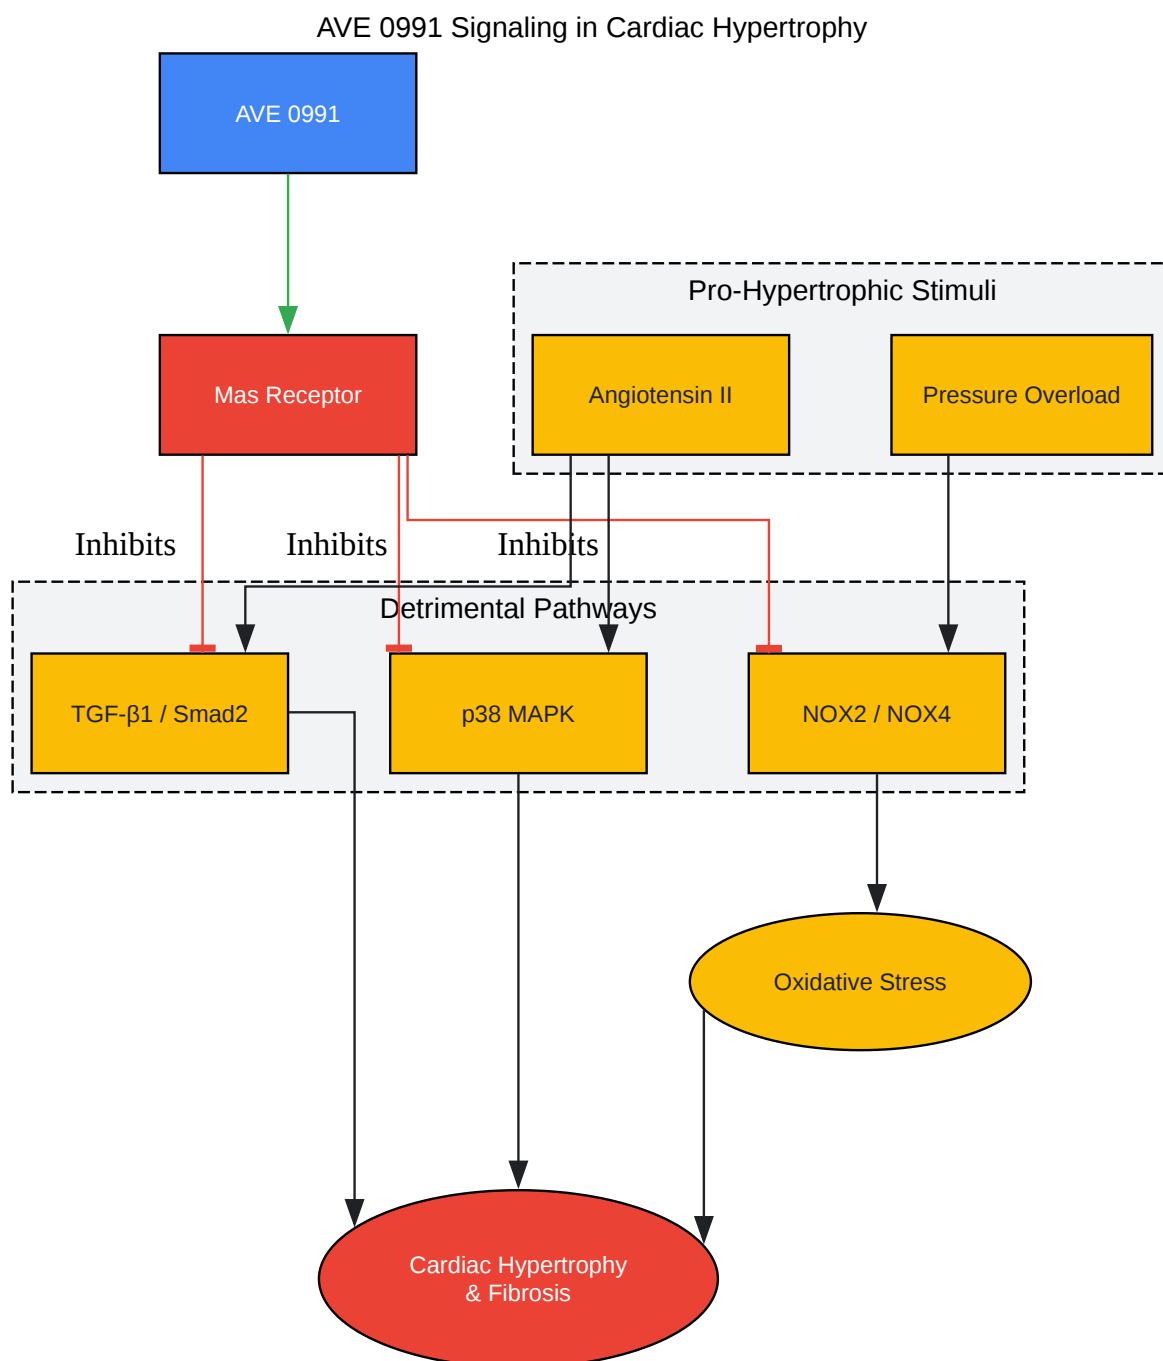 AVE 0991 Signaling in Cardiac Hypertrophy
AVE 0991
Pro-Hypertrophic Stimuli
Mas Receptor
Angiotensin II
Pressure Overload
Inhibits
Inhibits
Inhibits
Detrimental Pathways
TGF-β1 / Smad2
p38 MAPK
NOX2 / NOX4
Oxidative Stress
Cardiac Hypertrophy
& Fibrosis